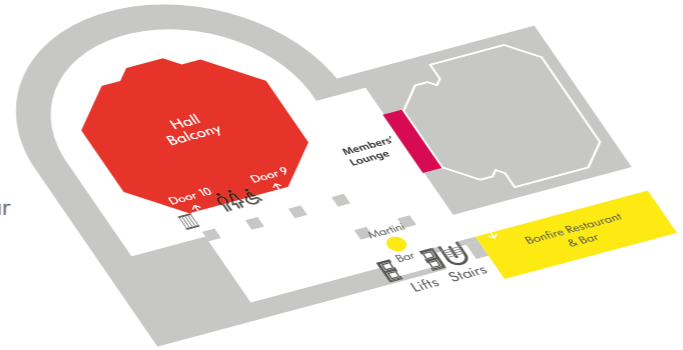 Hall
Balcony
Door 10
Door 9
Members'
Lounge
Martini
Bar
Lifts
Stairs
Bonfire Restaurant
& Bar